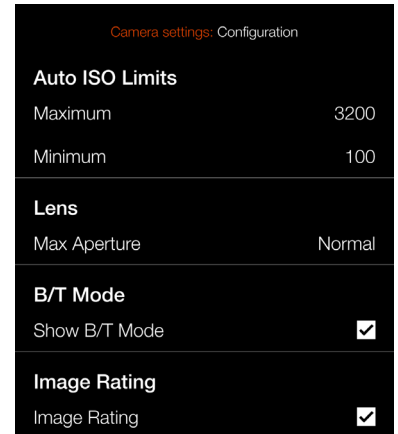 Camera settings: Configuration
Auto ISO Limits
Maximum 3200
Minimum 100
Lens
Max Aperture Normal
B/T Mode
Show B/T Mode
Image Rating
Image Rating